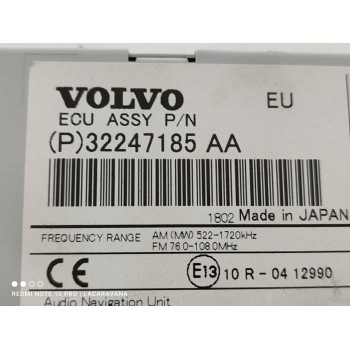 VOLVO EU
ECU ASSY P/N
(P)32247185 AA
1802 Made in JAPAN
FREQUENCY RANGE AM (MW) 522-1720kHz
FM 76.0-108.0MHz
CE E13 10 R - 04 12990
REDMI NOTE 10 PRO | LACARAVANA
Audio Navigation Unit